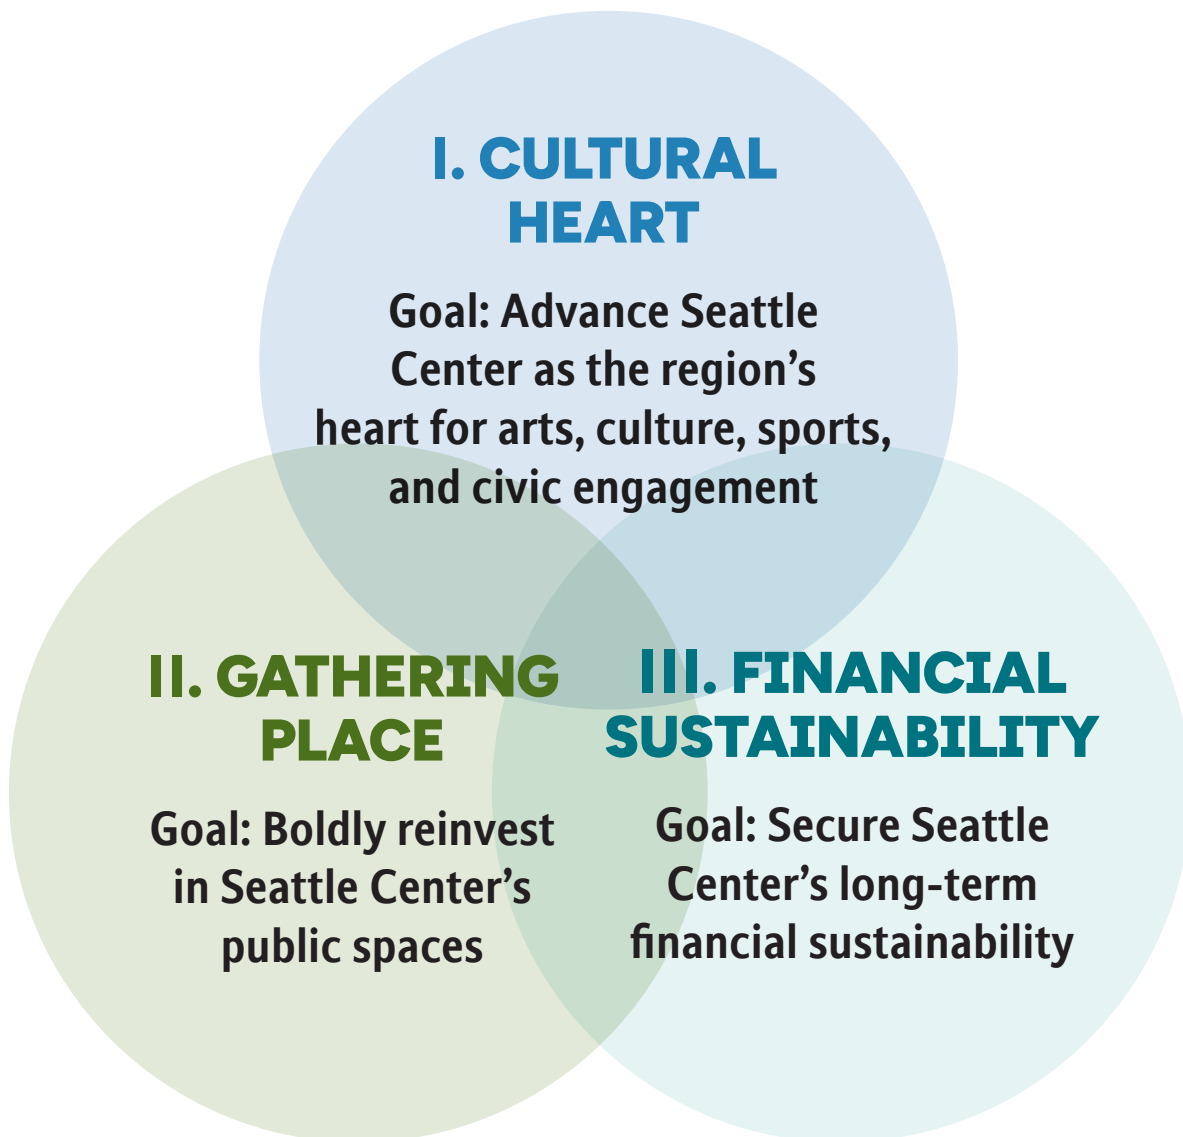 I. CULTURAL
HEART
Goal: Advance Seattle
Center as the region’s
heart for arts, culture, sports,
and civic engagement
II. GATHERING
PLACE
Goal: Boldly reinvest
in Seattle Center’s
public spaces
III. FINANCIAL
SUSTAINABILITY
Goal: Secure Seattle
Center’s long-term
financial sustainability